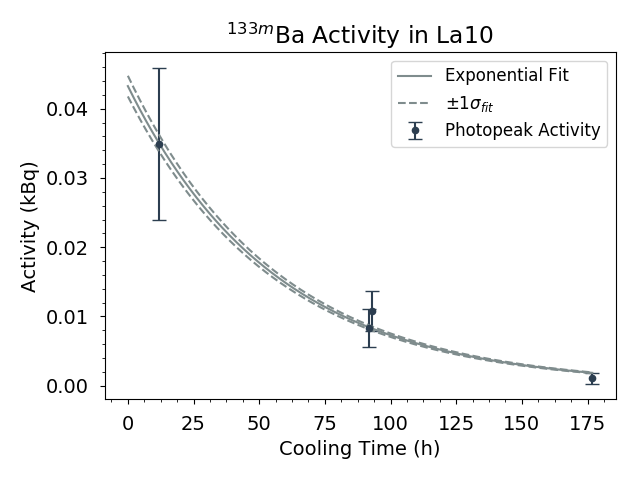 ¹³³ᵐBa Activity in La10
Exponential Fit
±1σ_fit
Photopeak Activity
Activity (kBq)
0.04
0.03
0.02
0.01
0.00
0 25 50 75 100 125 150 175
Cooling Time (h)